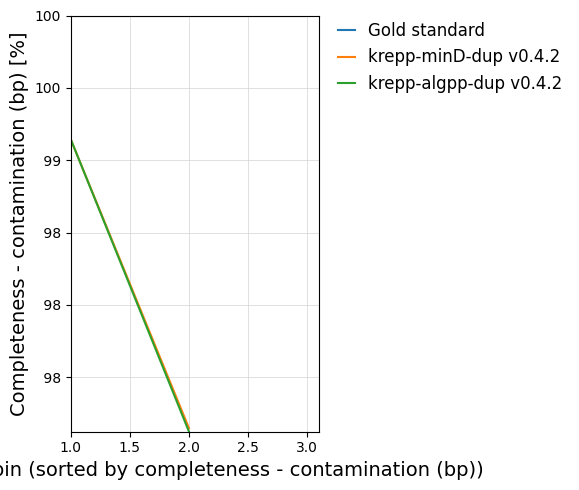 Completeness - contamination (bp) [%]
100
100
99
98
98
98
1.0 1.5 2.0 2.5 3.0
bin (sorted by completeness - contamination (bp))
Gold standard
krepp-minD-dup v0.4.2
krepp-algpp-dup v0.4.2